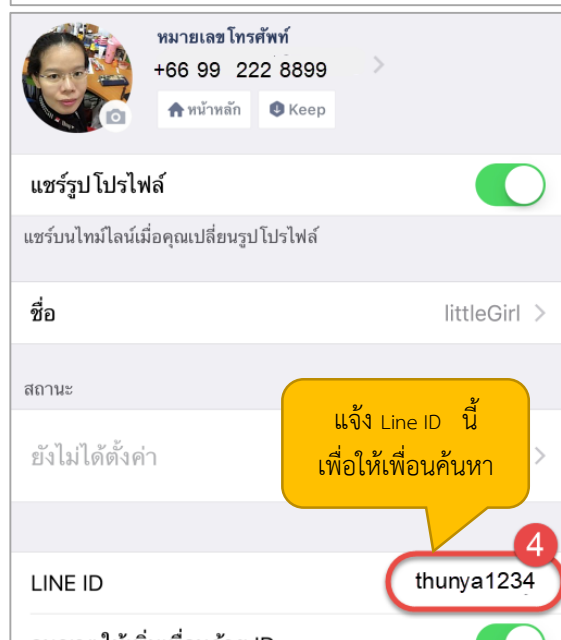 หมายเลขโทรศัพท์
+66 99 222 8899
หน้าหลัก
Keep
แชร์รูปโปรไฟล์
แชร์บนไทม์ไลน์เมื่อคุณเปลี่ยนรูปโปรไฟล์
ชื่อ
littleGirl
สถานะ
ยังไม่ได้ตั้งค่า
แจ้ง Line ID นี้
เพื่อให้เพื่อนค้นหา
4
LINE ID
thunya1234